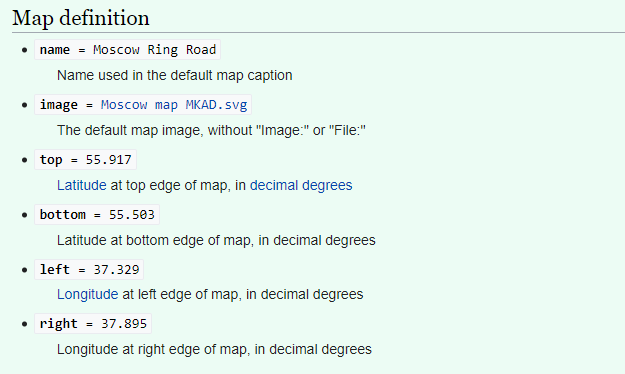 Map definition
name = Moscow Ring Road
Name used in the default map caption
image = Moscow map MKAD.svg
The default map image, without "Image:" or "File:"
top = 55.917
Latitude at top edge of map, in decimal degrees
bottom = 55.503
Latitude at bottom edge of map, in decimal degrees
left = 37.329
Longitude at left edge of map, in decimal degrees
right = 37.895
Longitude at right edge of map, in decimal degrees